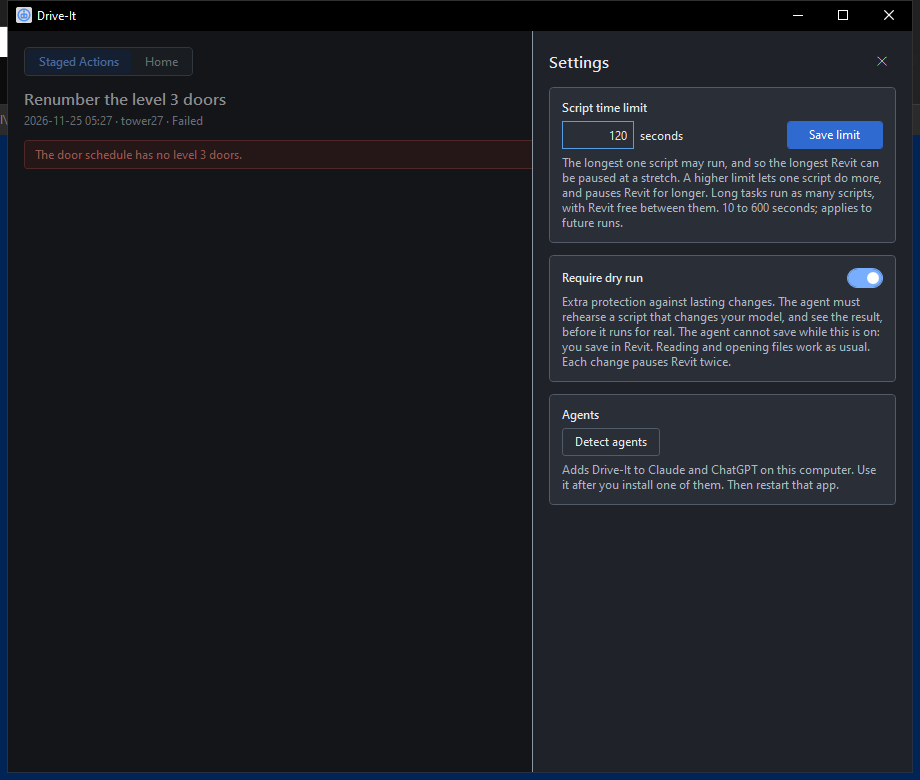 Drive-It
Staged Actions
Home
Renumber the level 3 doors
2026-11-25 05:27 · tower27 · Failed
The door schedule has no level 3 doors.
Settings
Script time limit
120 seconds
Save limit
The longest one script may run, and so the longest Revit can
be paused at a stretch. A higher limit lets one script do more,
and pauses Revit for longer. Long tasks run as many scripts,
with Revit free between them. 10 to 600 seconds; applies to
future runs.
Require dry run
Extra protection against lasting changes. The agent must
rehearse a script that changes your model, and see the result,
before it runs for real. The agent cannot save while this is on:
you save in Revit. Reading and opening files work as usual.
Each change pauses Revit twice.
Agents
Detect agents
Adds Drive-It to Claude and ChatGPT on this computer. Use
it after you install one of them. Then restart that app.